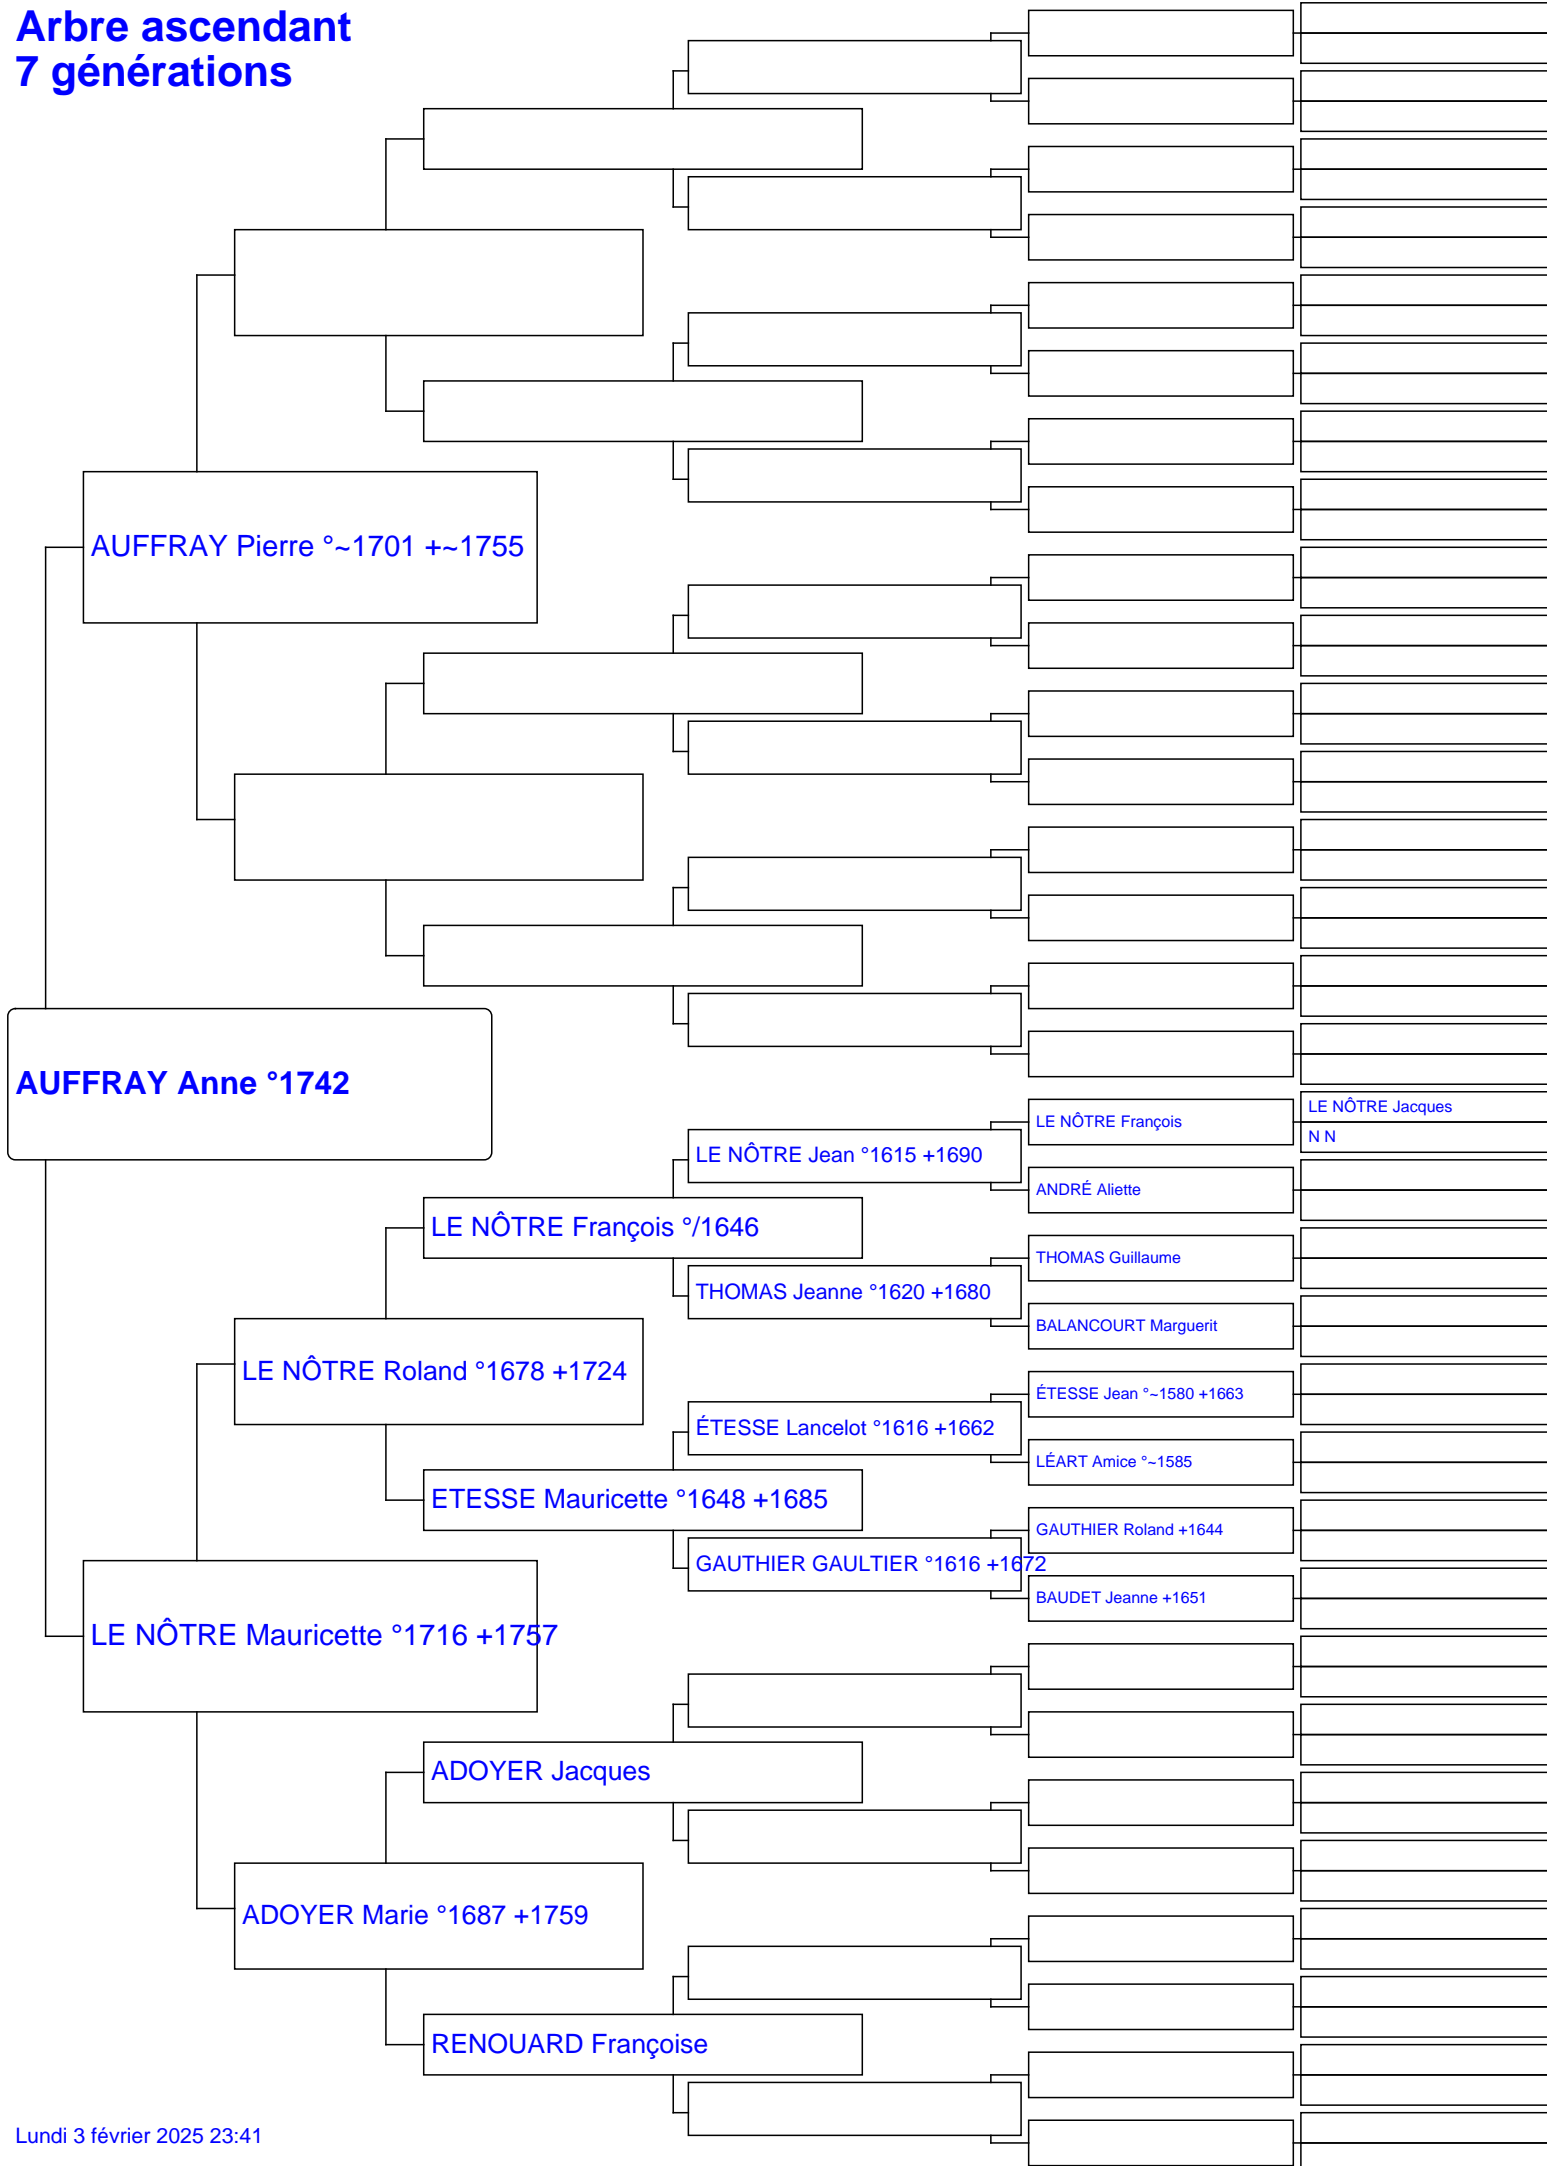 Arbre ascendant
7 générations
AUFFRAY Pierre °~1701 +~1755
AUFFRAY Anne °1742
LE NÔTRE François
LE NÔTRE Jacques
N N
LE NÔTRE Jean °1615 +1690
ANDRÉ Aliette
LE NÔTRE François °/1646
THOMAS Guillaume
THOMAS Jeanne °1620 +1680
BALANCOURT Marguerit
LE NÔTRE Roland °1678 +1724
ÉTESSE Jean °~1580 +1663
ÉTESSE Lancelot °1616 +1662
LÉART Amice °~1585
ETESSE Mauricette °1648 +1685
GAUTHIER Roland +1644
GAUTHIER GAULTIER °1616 +1672
BAUDET Jeanne +1651
LE NÔTRE Mauricette °1716 +1757
ADOYER Jacques
ADOYER Marie °1687 +1759
RENOUARD Françoise
Lundi 3 février 2025 23:41